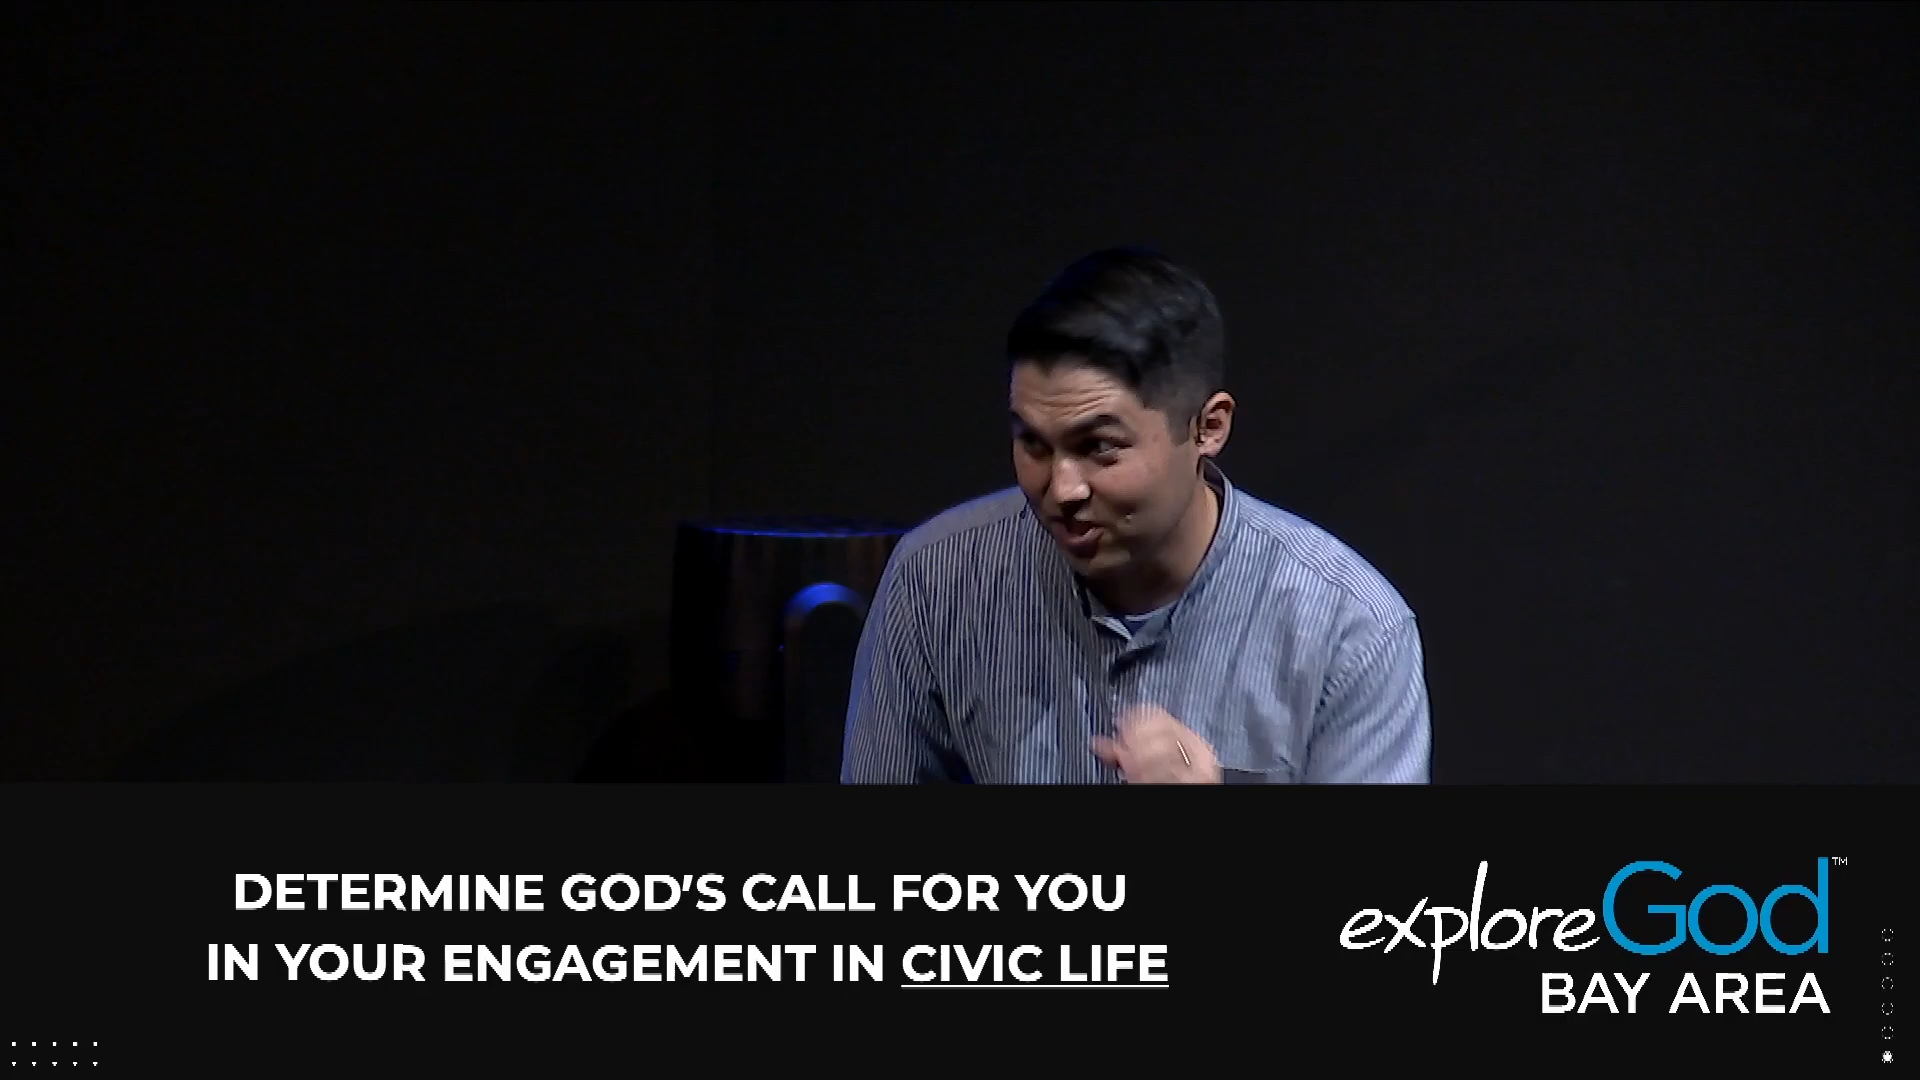 DETERMINE GOD'S CALL FOR YOU
IN YOUR ENGAGEMENT IN CIVIC LIFE
exploreGod™
BAY AREA